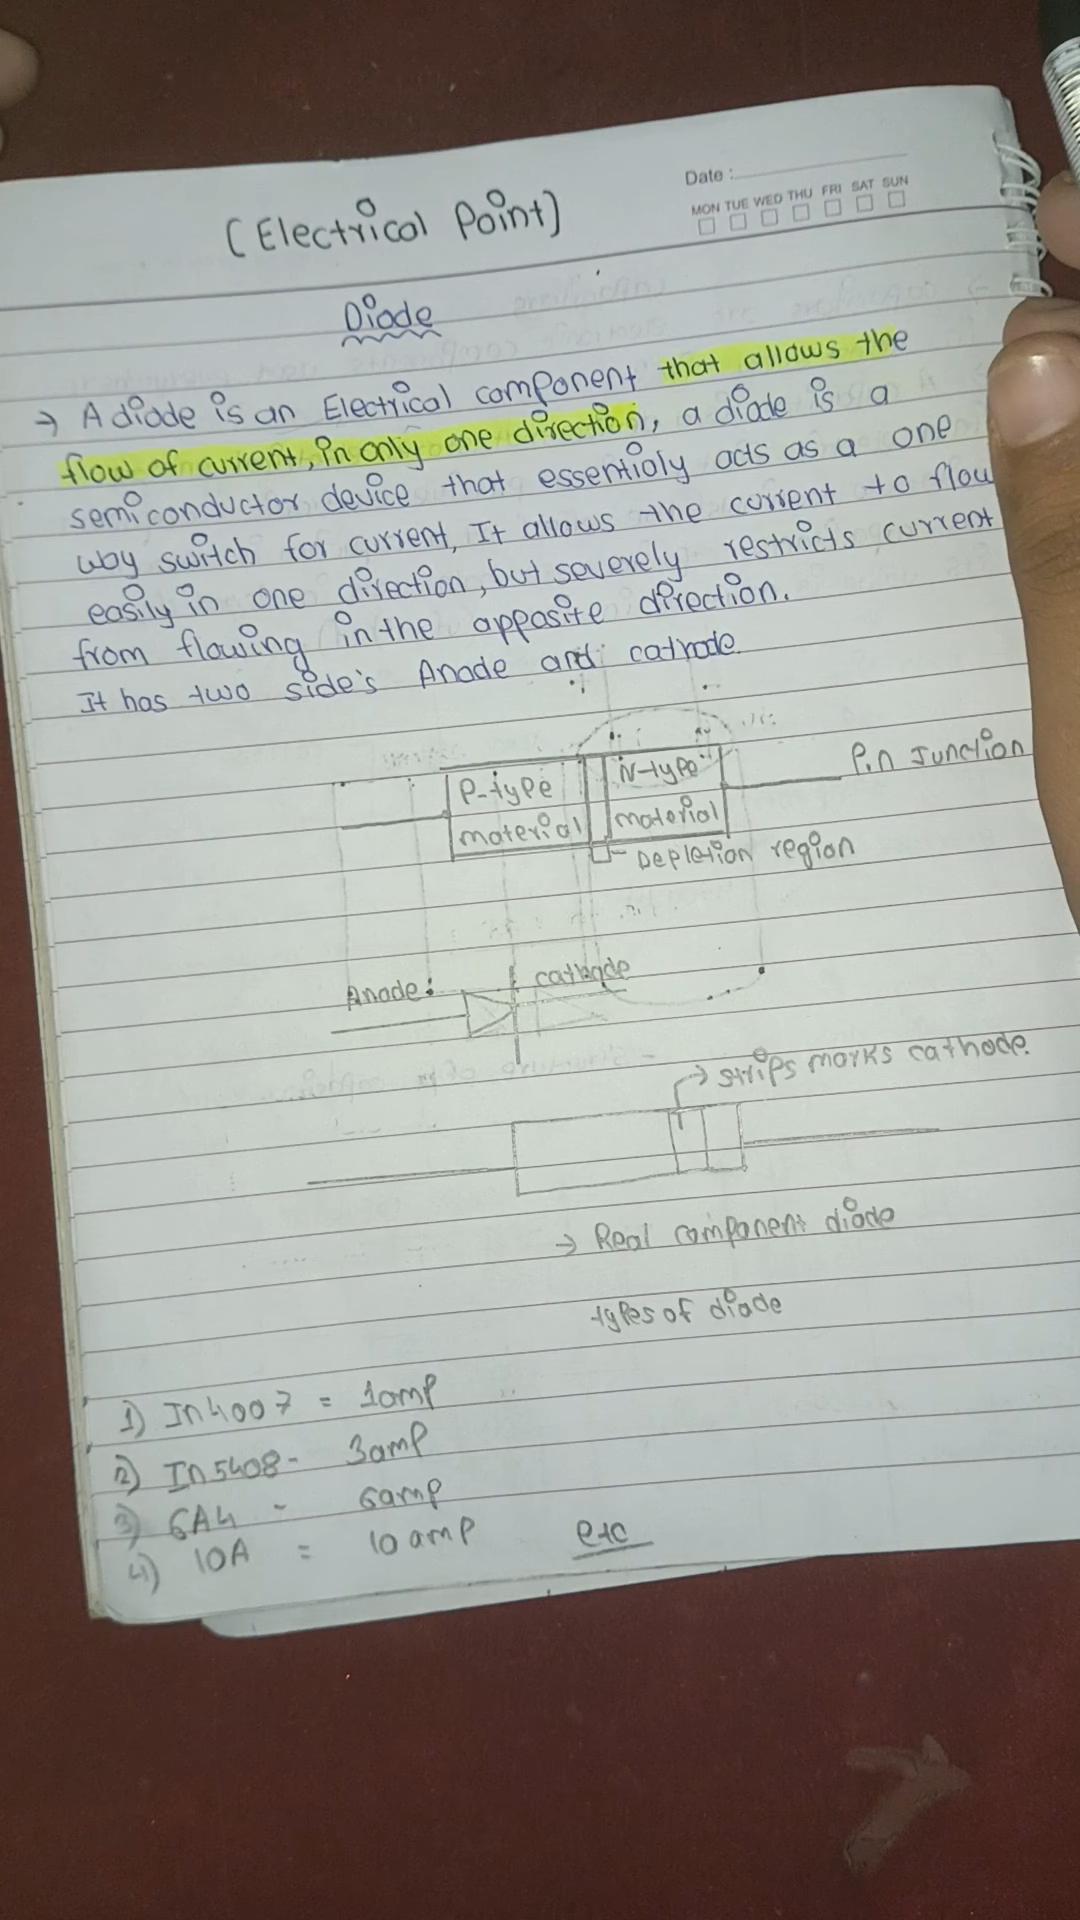 Date :
MON TUE WED THU FRI SAT SUN
(Electrical Point)
Diode
→ A diode is an Electrical component that allows the
flow of current, in only one direction, a diode is a
semiconductor device that essentioly acts as a one
way switch for current, It allows the current to flow
easily in one direction, but severely restricts current
from flowing in the opposite direction.
It has two side's Anode and catrode.
P-type
material
N-type
material
P.n Junction
Depletion region
Anode:
cathode
→ strips marks cathode.
→ Real component diode
types of diode
1) In4007 = 1amp
2) In5408 - 3amp
3) 6A4 - 6amp
4) 10A = 10 amp
etc